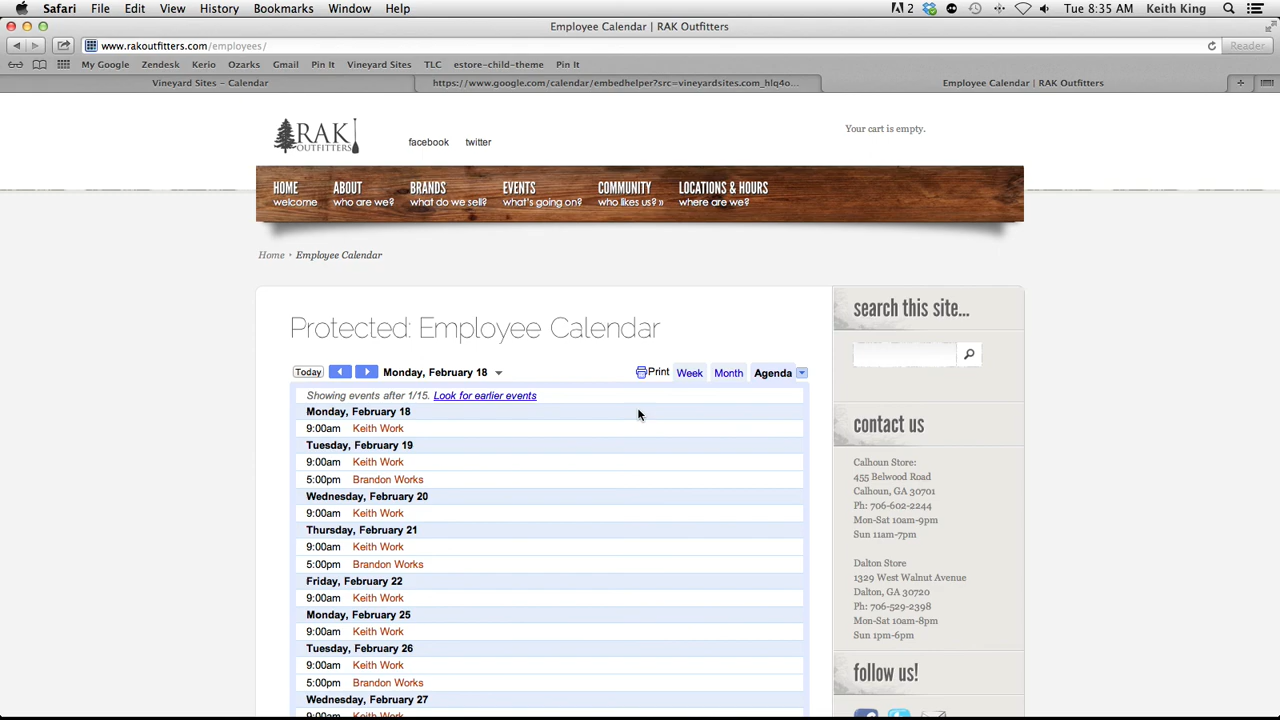 Safari File Edit View History Bookmarks Window Help 2 Tue 8:35 AM Keith King
Employee Calendar | RAK Outfitters
www.rakoutfitters.com/employees/ Reader
My Google Zendesk Kerio Ozarks Gmail Pin It Vineyard Sites TLC estore-child-theme Pin It
Vineyard Sites - Calendar https://www.google.com/calendar/embedhelper?src=vineyardsites.com_hlq4o... Employee Calendar | RAK Outfitters
RAK
OUTFITTERS
facebook twitter
Your cart is empty.
HOME ABOUT BRANDS EVENTS COMMUNITY LOCATIONS & HOURS
welcome who are we? what do we sell? what's going on? who likes us? » where are we?
Home Employee Calendar
Protected: Employee Calendar
Today Monday, February 18 Print Week Month Agenda
Showing events after 1/15. Look for earlier events
Monday, February 18
9:00am Keith Work
Tuesday, February 19
9:00am Keith Work
5:00pm Brandon Works
Wednesday, February 20
9:00am Keith Work
Thursday, February 21
9:00am Keith Work
5:00pm Brandon Works
Friday, February 22
9:00am Keith Work
Monday, February 25
9:00am Keith Work
Tuesday, February 26
9:00am Keith Work
5:00pm Brandon Works
Wednesday, February 27
9:00am Keith Work
search this site...
contact us
Calhoun Store:
455 Belwood Road
Calhoun, GA 30701
Ph: 706-602-2244
Mon-Sat 10am-9pm
Sun 11am-7pm
Dalton Store
1329 West Walnut Avenue
Dalton, GA 30720
Ph: 706-529-2398
Mon-Sat 10am-8pm
Sun 1pm-6pm
follow us!